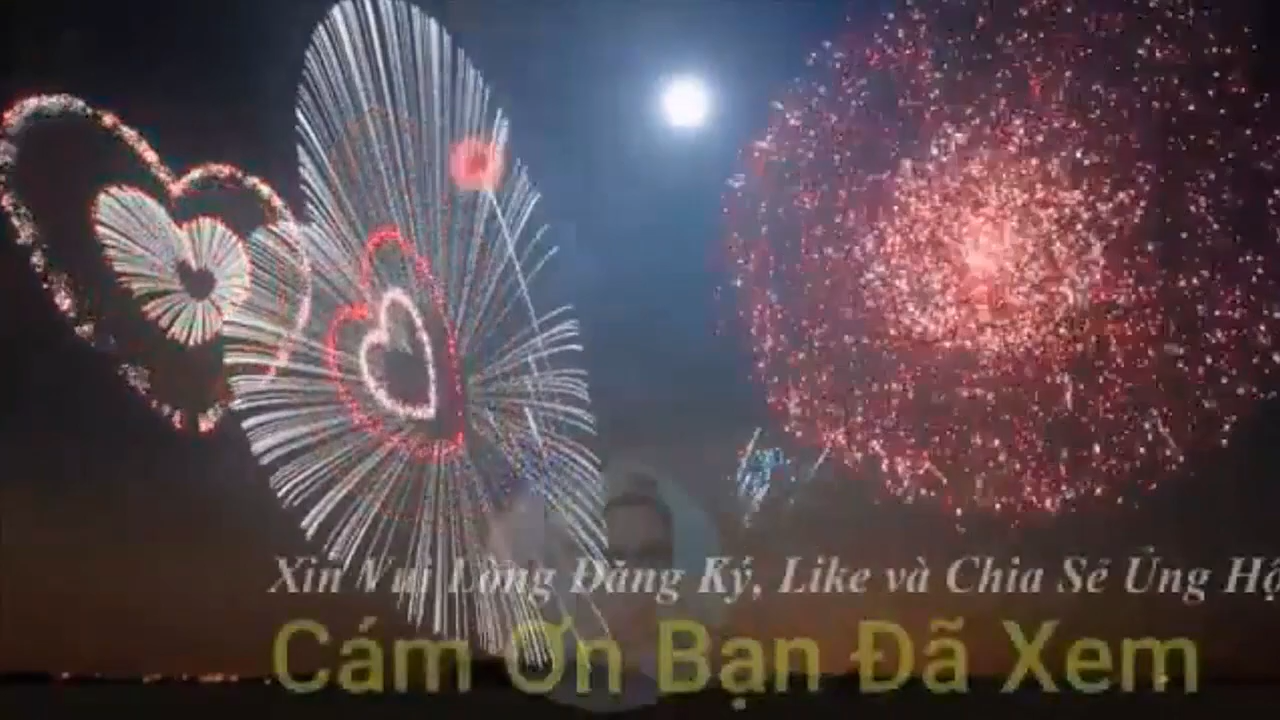 Xin Vui Lòng Đăng Ký, Like và Chia Sẻ Ủng Hộ
Cám Ơn Bạn Đã Xem